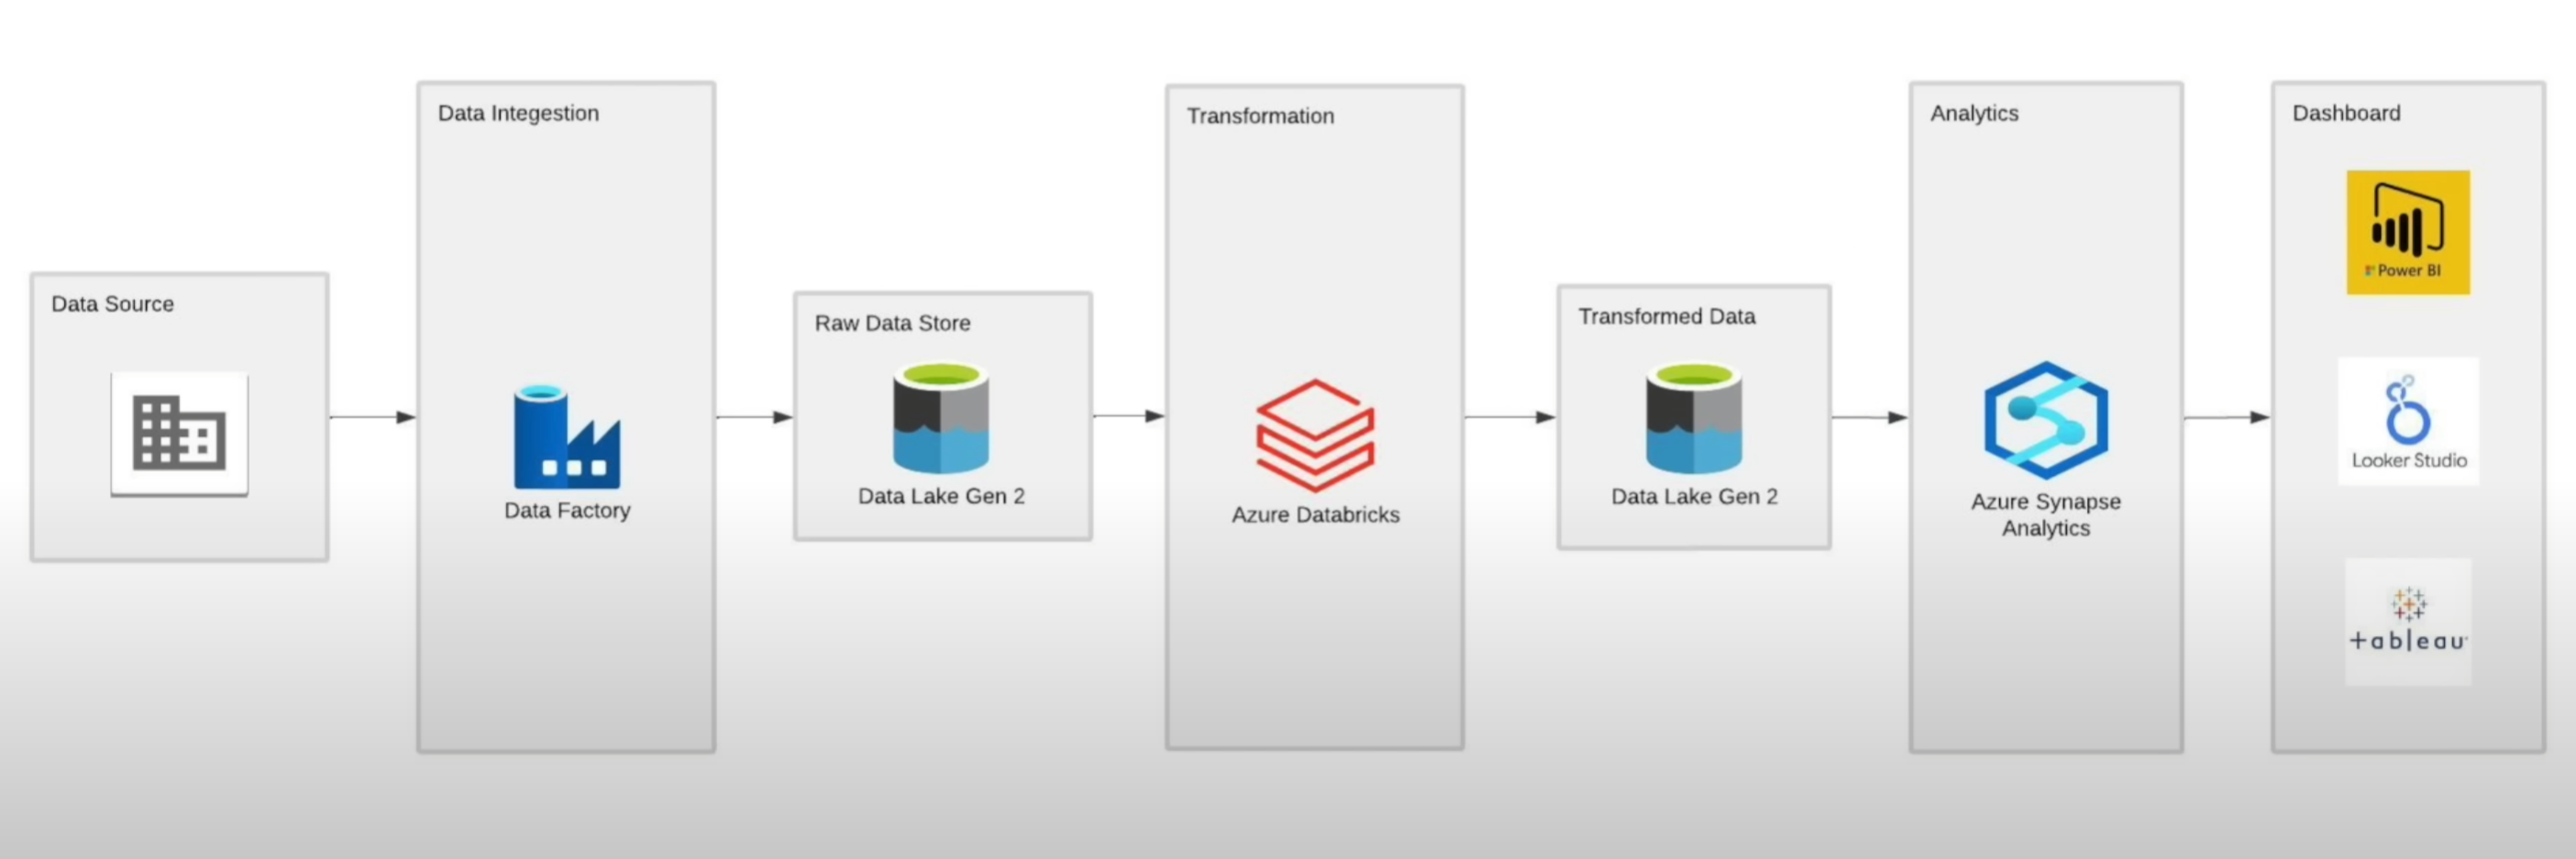 Data Source
Data Integestion
Data Factory
Raw Data Store
Data Lake Gen 2
Transformation
Azure Databricks
Transformed Data
Data Lake Gen 2
Analytics
Azure Synapse
Analytics
Dashboard
Power BI
Looker Studio
+ableau